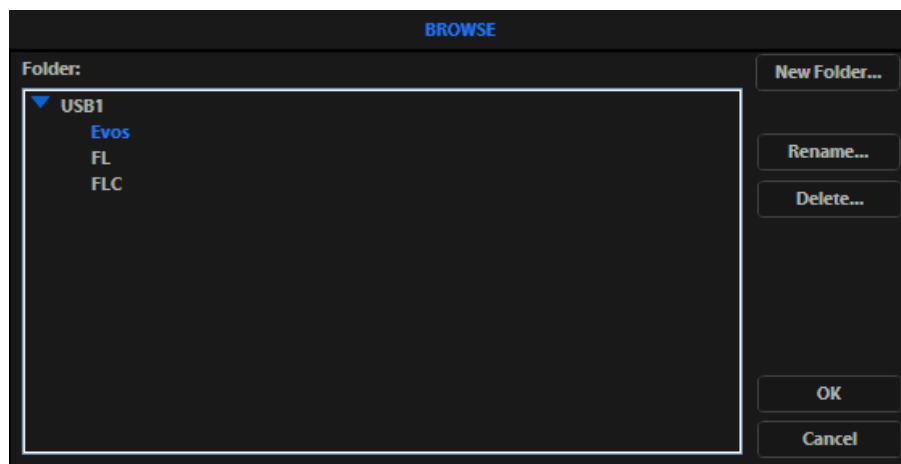 BROWSE
Folder:
New Folder...
USB1
Evos
FL
Rename...
FLC
Delete...
OK
Cancel